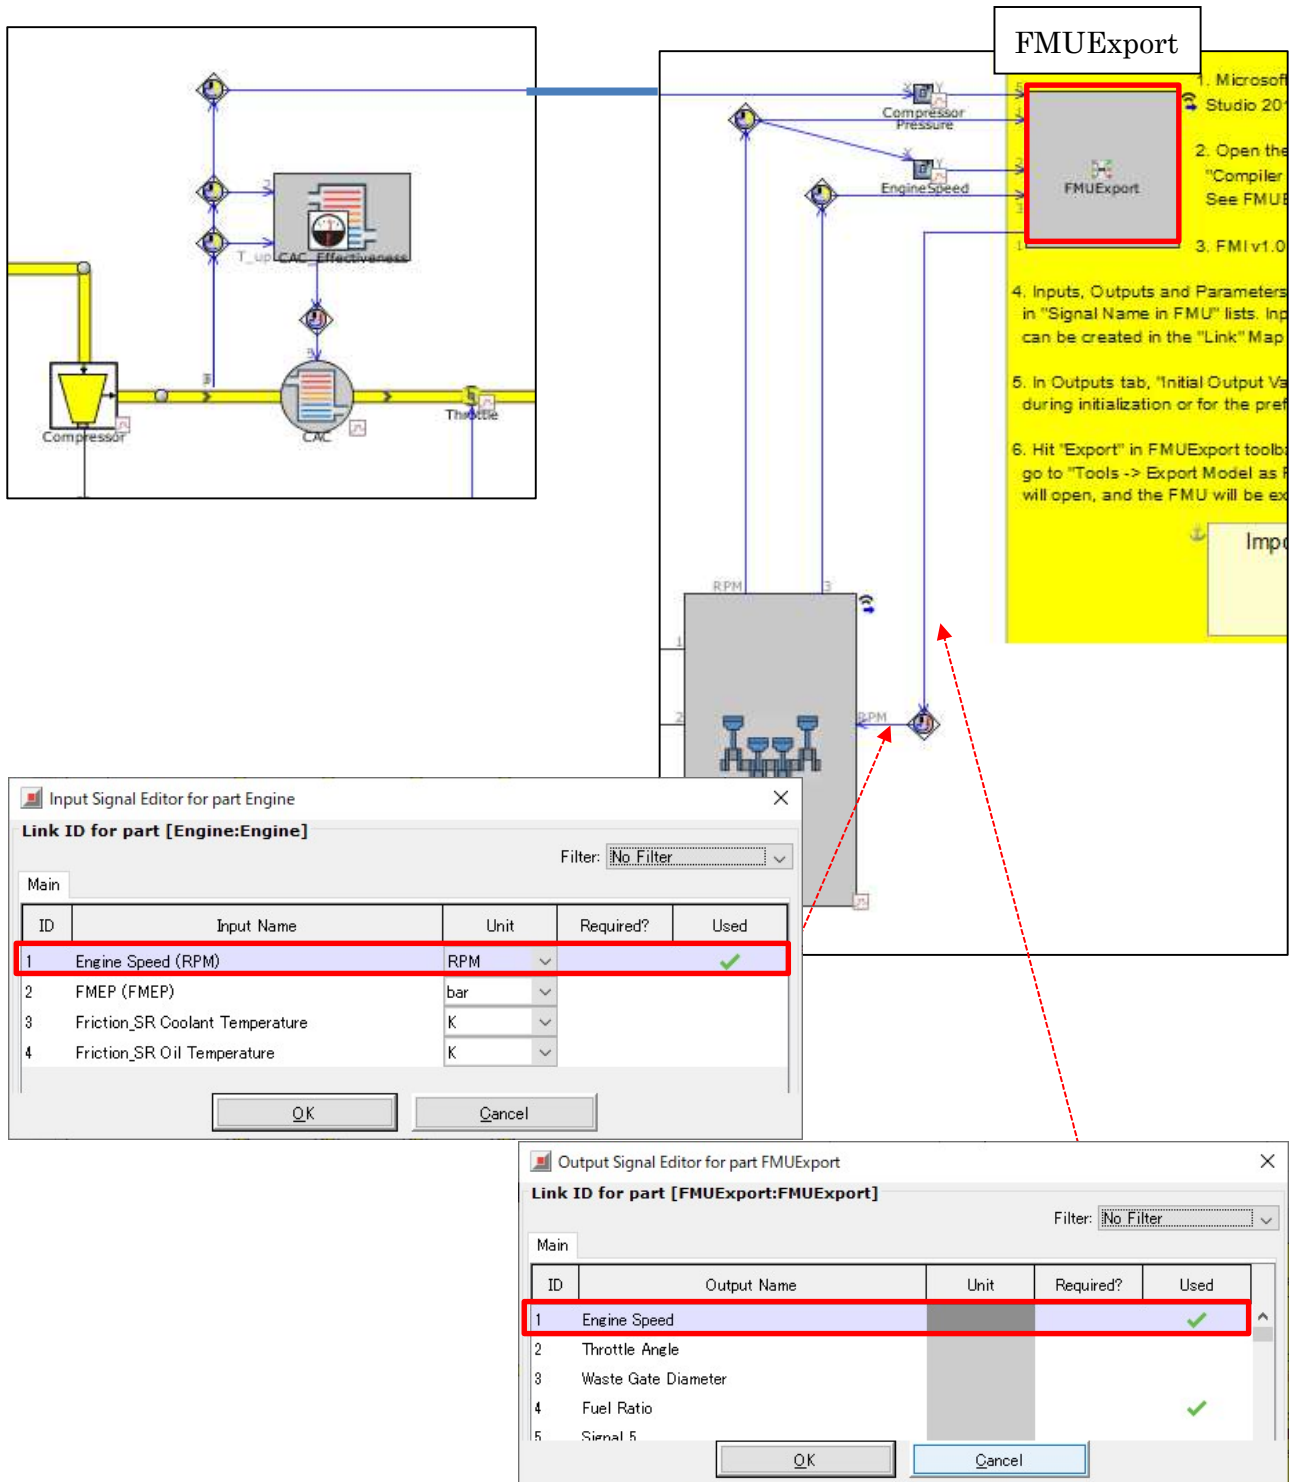 FMUExport
Compressor
Pressure
EngineSpeed
FMUExport
1. Microsoft
Studio 201
2. Open the
"Compiler
See FMUE
3. FMI v1.0
4. Inputs, Outputs and Parameters
in "Signal Name in FMU" lists. Inp
can be created in the "Link" Map
5. In Outputs tab, "Initial Output Va
during initialization or for the pref
6. Hit "Export" in FMUExport toolba
go to "Tools -> Export Model as F
will open, and the FMU will be ex
Impo
T_up CAC_Effectiveness
Compressor
CAC
Throttle
RPM
3
1
2
RPM
Input Signal Editor for part Engine
Link ID for part [Engine:Engine]
Filter: No Filter
Main
ID Input Name Unit Required? Used
1 Engine Speed (RPM) RPM
2 FMEP (FMEP) bar
3 Friction_SR Coolant Temperature K
4 Friction_SR Oil Temperature K
OK Cancel
Output Signal Editor for part FMUExport
Link ID for part [FMUExport:FMUExport]
Filter: No Filter
Main
ID Output Name Unit Required? Used
1 Engine Speed
2 Throttle Angle
3 Waste Gate Diameter
4 Fuel Ratio
5 Signal 5
OK Cancel